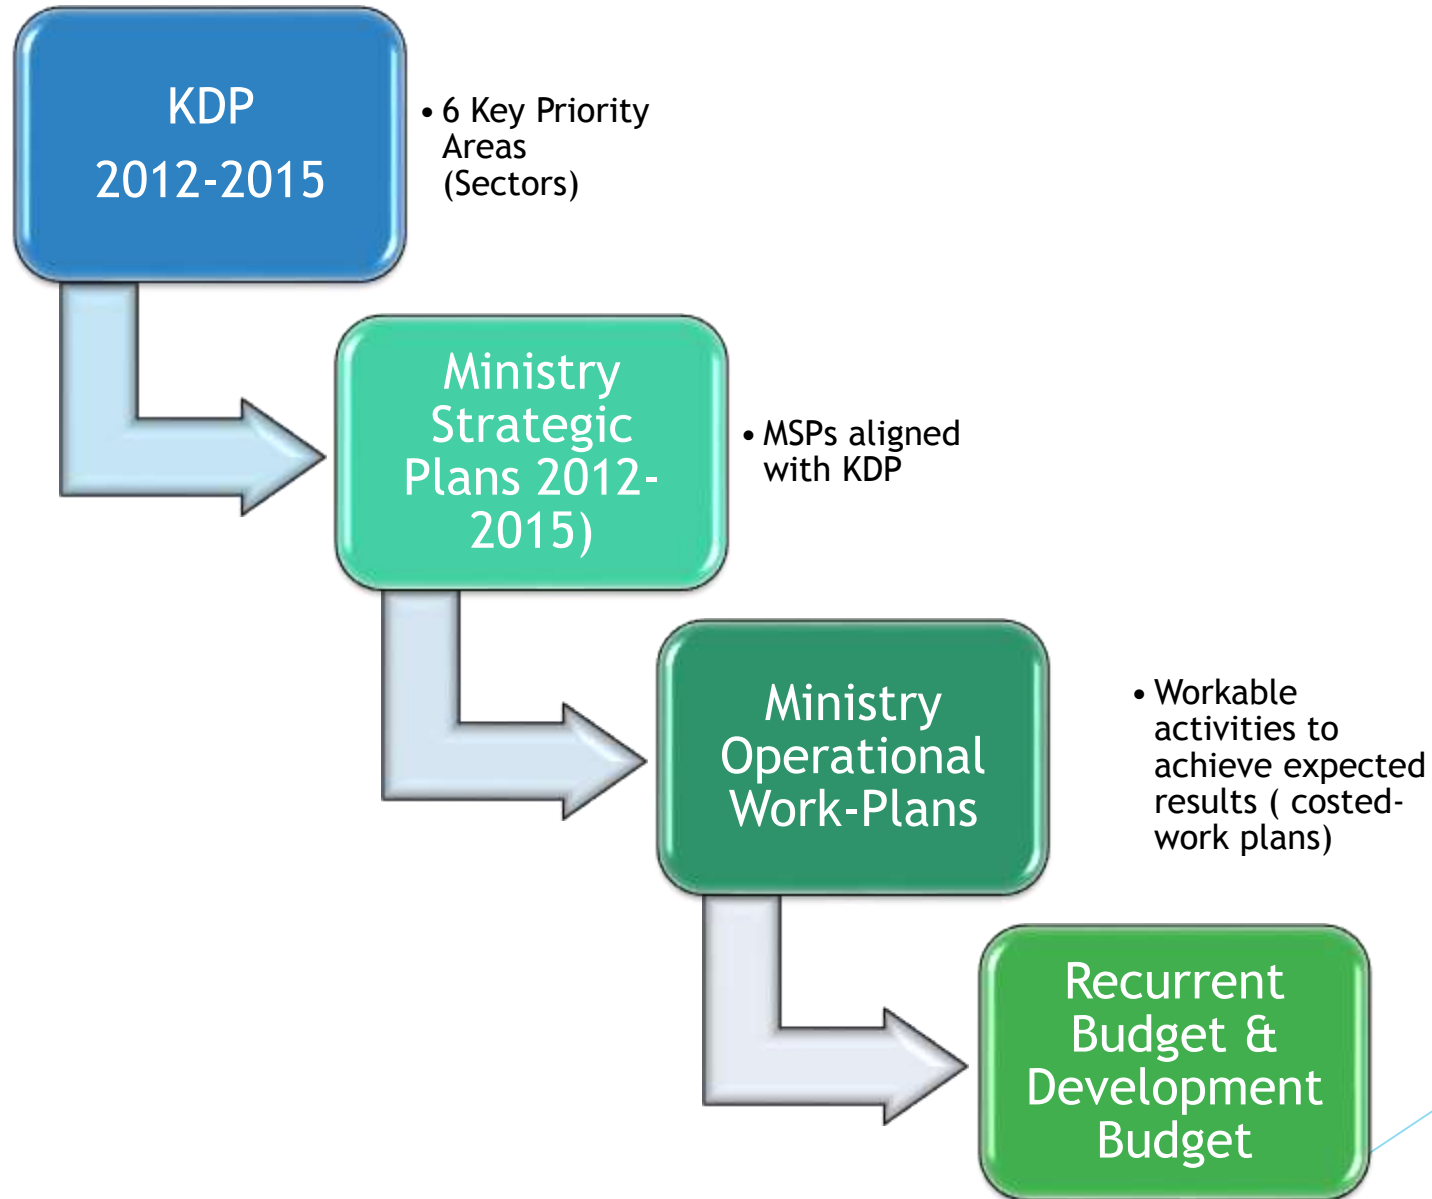 KDP
2012-2015
• 6 Key Priority
Areas
(Sectors)
Ministry
Strategic
Plans 2012-
2015)
• MSPs aligned
with KDP
Ministry
Operational
Work-Plans
• Workable
activities to
achieve expected
results ( costed-
work plans)
Recurrent
Budget &
Development
Budget